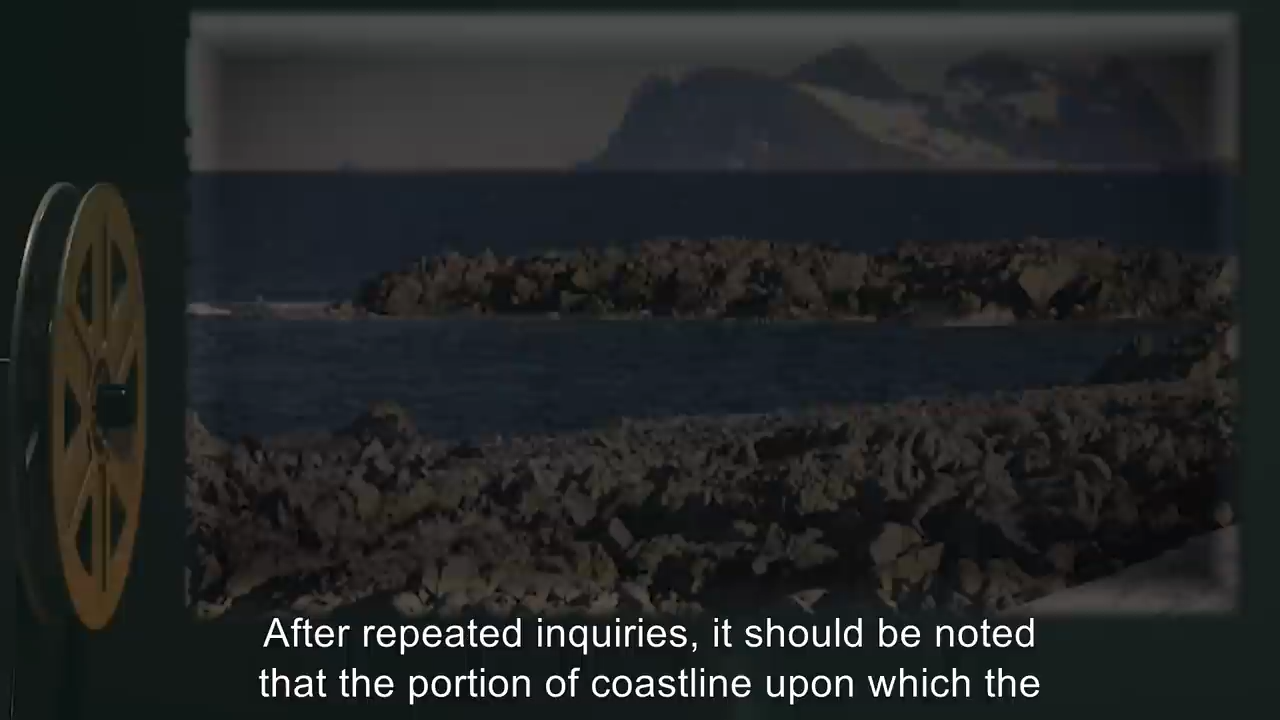 After repeated inquiries, it should be noted
that the portion of coastline upon which the